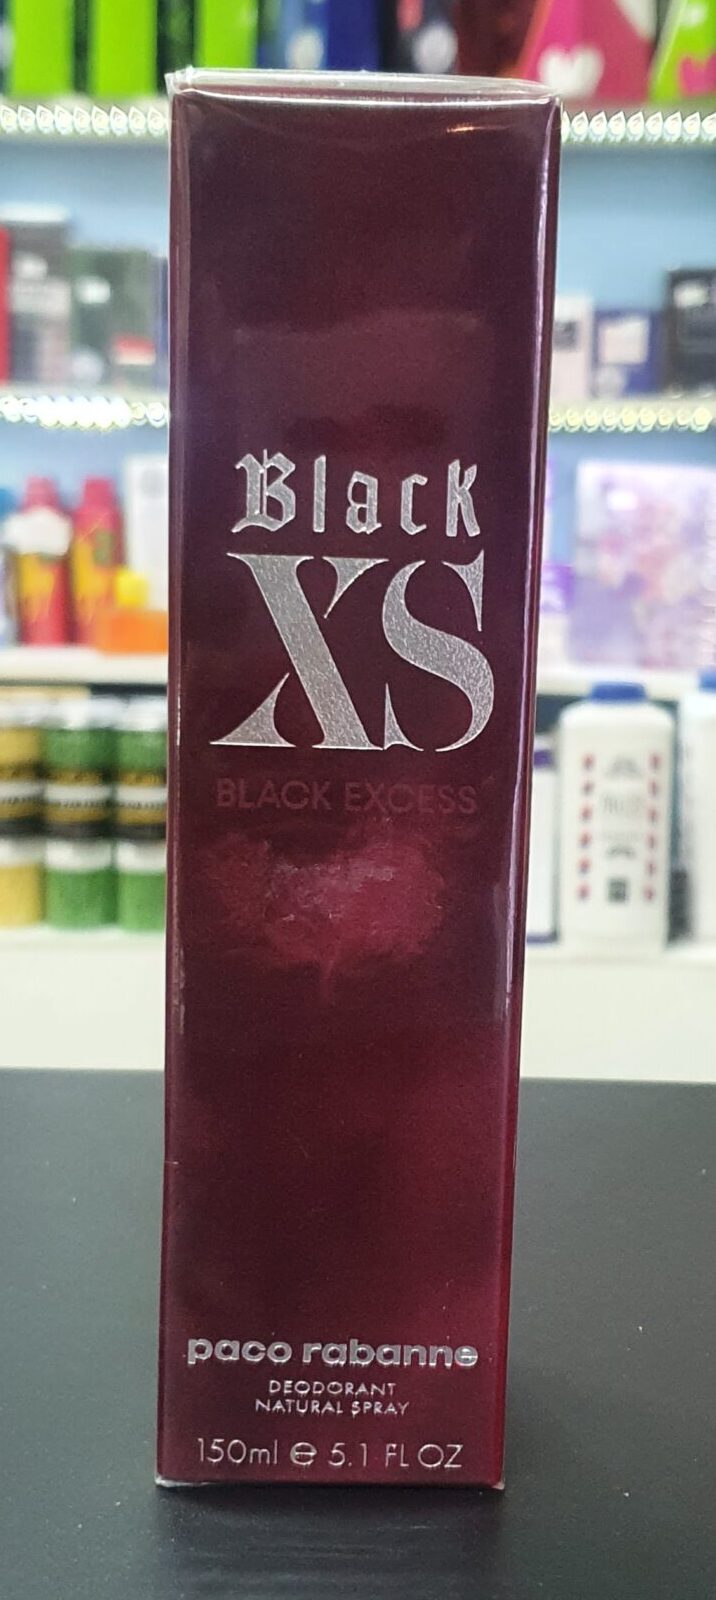 Black
XS
BLACK EXCESS
paco rabanne
DEODORANT
NATURAL SPRAY
150ml e 5.1 FL OZ